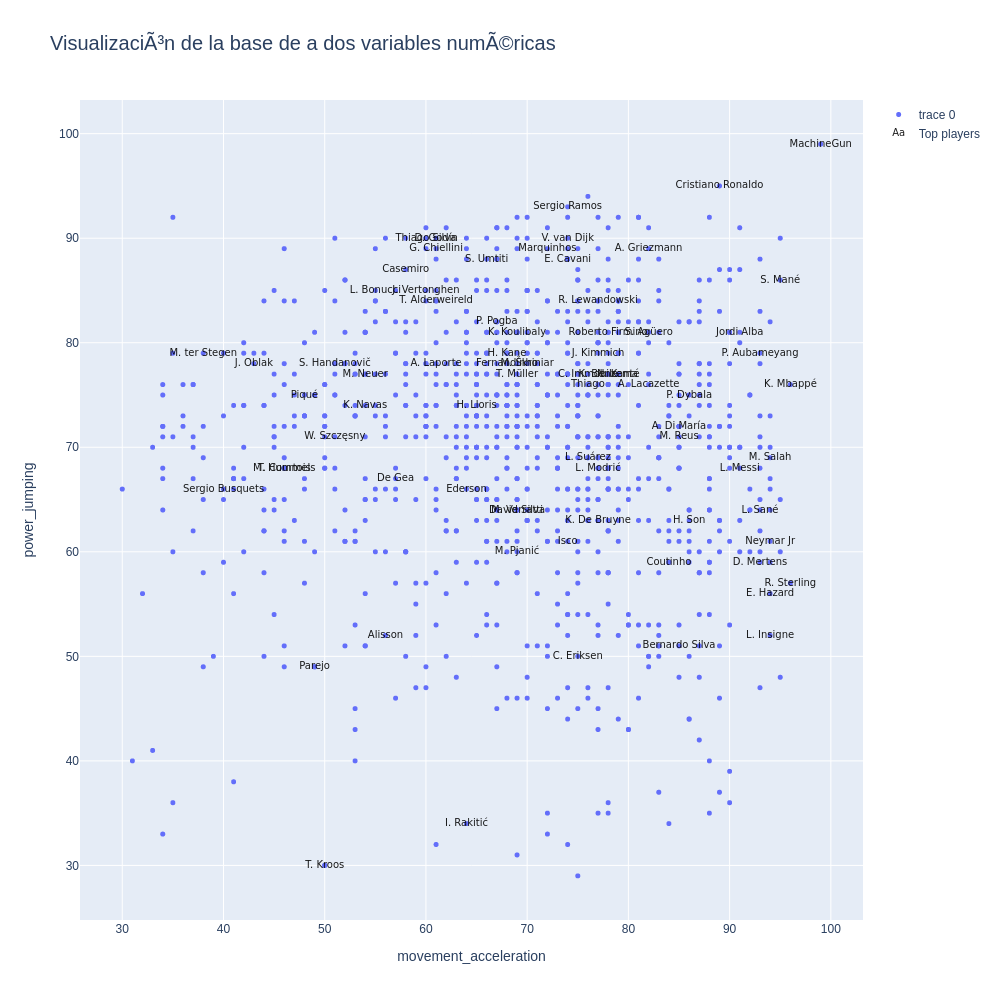 VisualizaciÃ³n de la base de a dos variables numÃ©ricas
trace 0
Aa Top players
100
90
80
70
60
50
40
30
power_jumping
MachineGun
Cristiano Ronaldo
Sergio Ramos
V. van Dijk
G. Chiellini
Marquinhos
A. Griezmann
S. Umtiti
E. Cavani
Casemiro
S. Mané
L. Bonucci
J. Vertonghen
T. Alderweireld
R. Lewandowski
P. Pogba
K. Koulibaly
Roberto Firmino
S. Agüero
Jordi Alba
M. ter Stegen
H. Kane
J. Kimmich
P. Aubameyang
J. Oblak
S. Handanovič
A. Laporte
M. Neuer
T. Müller
Thiago
A. Lacazette
K. Mbappé
Piqué
P. Dybala
K. Navas
H. Lloris
A. Di María
W. Szczęsny
M. Reus
L. Suárez
M. Salah
M. Hummels
T. Courtois
L. Modrić
L. Messi
De Gea
Sergio Busquets
Ederson
David Silva
L. Sané
K. De Bruyne
H. Son
Isco
Neymar Jr
M. Pjanić
Coutinho
D. Mertens
R. Sterling
E. Hazard
Alisson
L. Insigne
Bernardo Silva
C. Eriksen
Parejo
I. Rakitić
T. Kroos
30 40 50 60 70 80 90 100
movement_acceleration